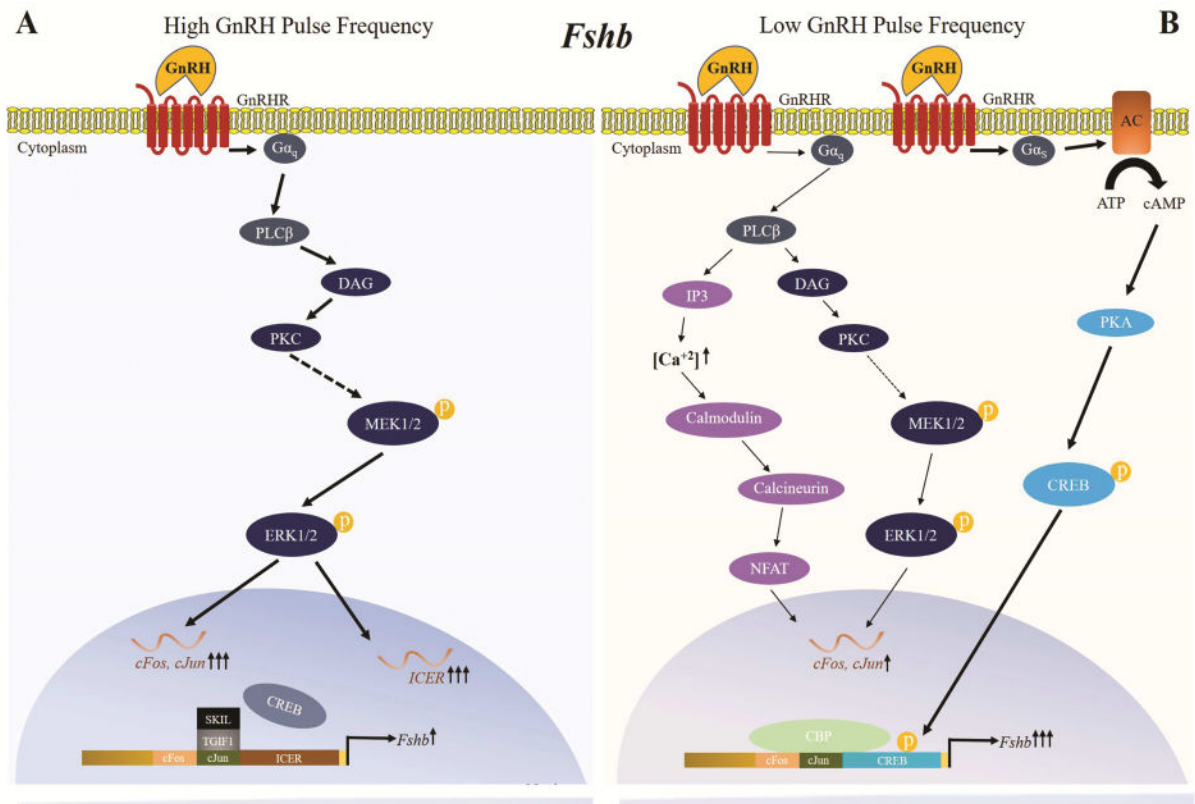 A
High GnRH Pulse Frequency
Fshb
Low GnRH Pulse Frequency
B
GnRH
GnRHR
Cytoplasm
Gαq
PLCβ
DAG
PKC
MEK1/2
P
ERK1/2
P
cFos, cJun
ICER
CREB
SKIL
TGIF1
cFos
cJun
ICER
Fshb
GnRH
GnRHR
GnRH
GnRHR
AC
Cytoplasm
Gαq
GαS
ATP
cAMP
PLCβ
IP3
DAG
PKA
[Ca+2]
PKC
Calmodulin
MEK1/2
P
Calcineurin
CREB
P
ERK1/2
P
NFAT
cFos, cJun
CBP
P
cFos
cJun
CREB
Fshb